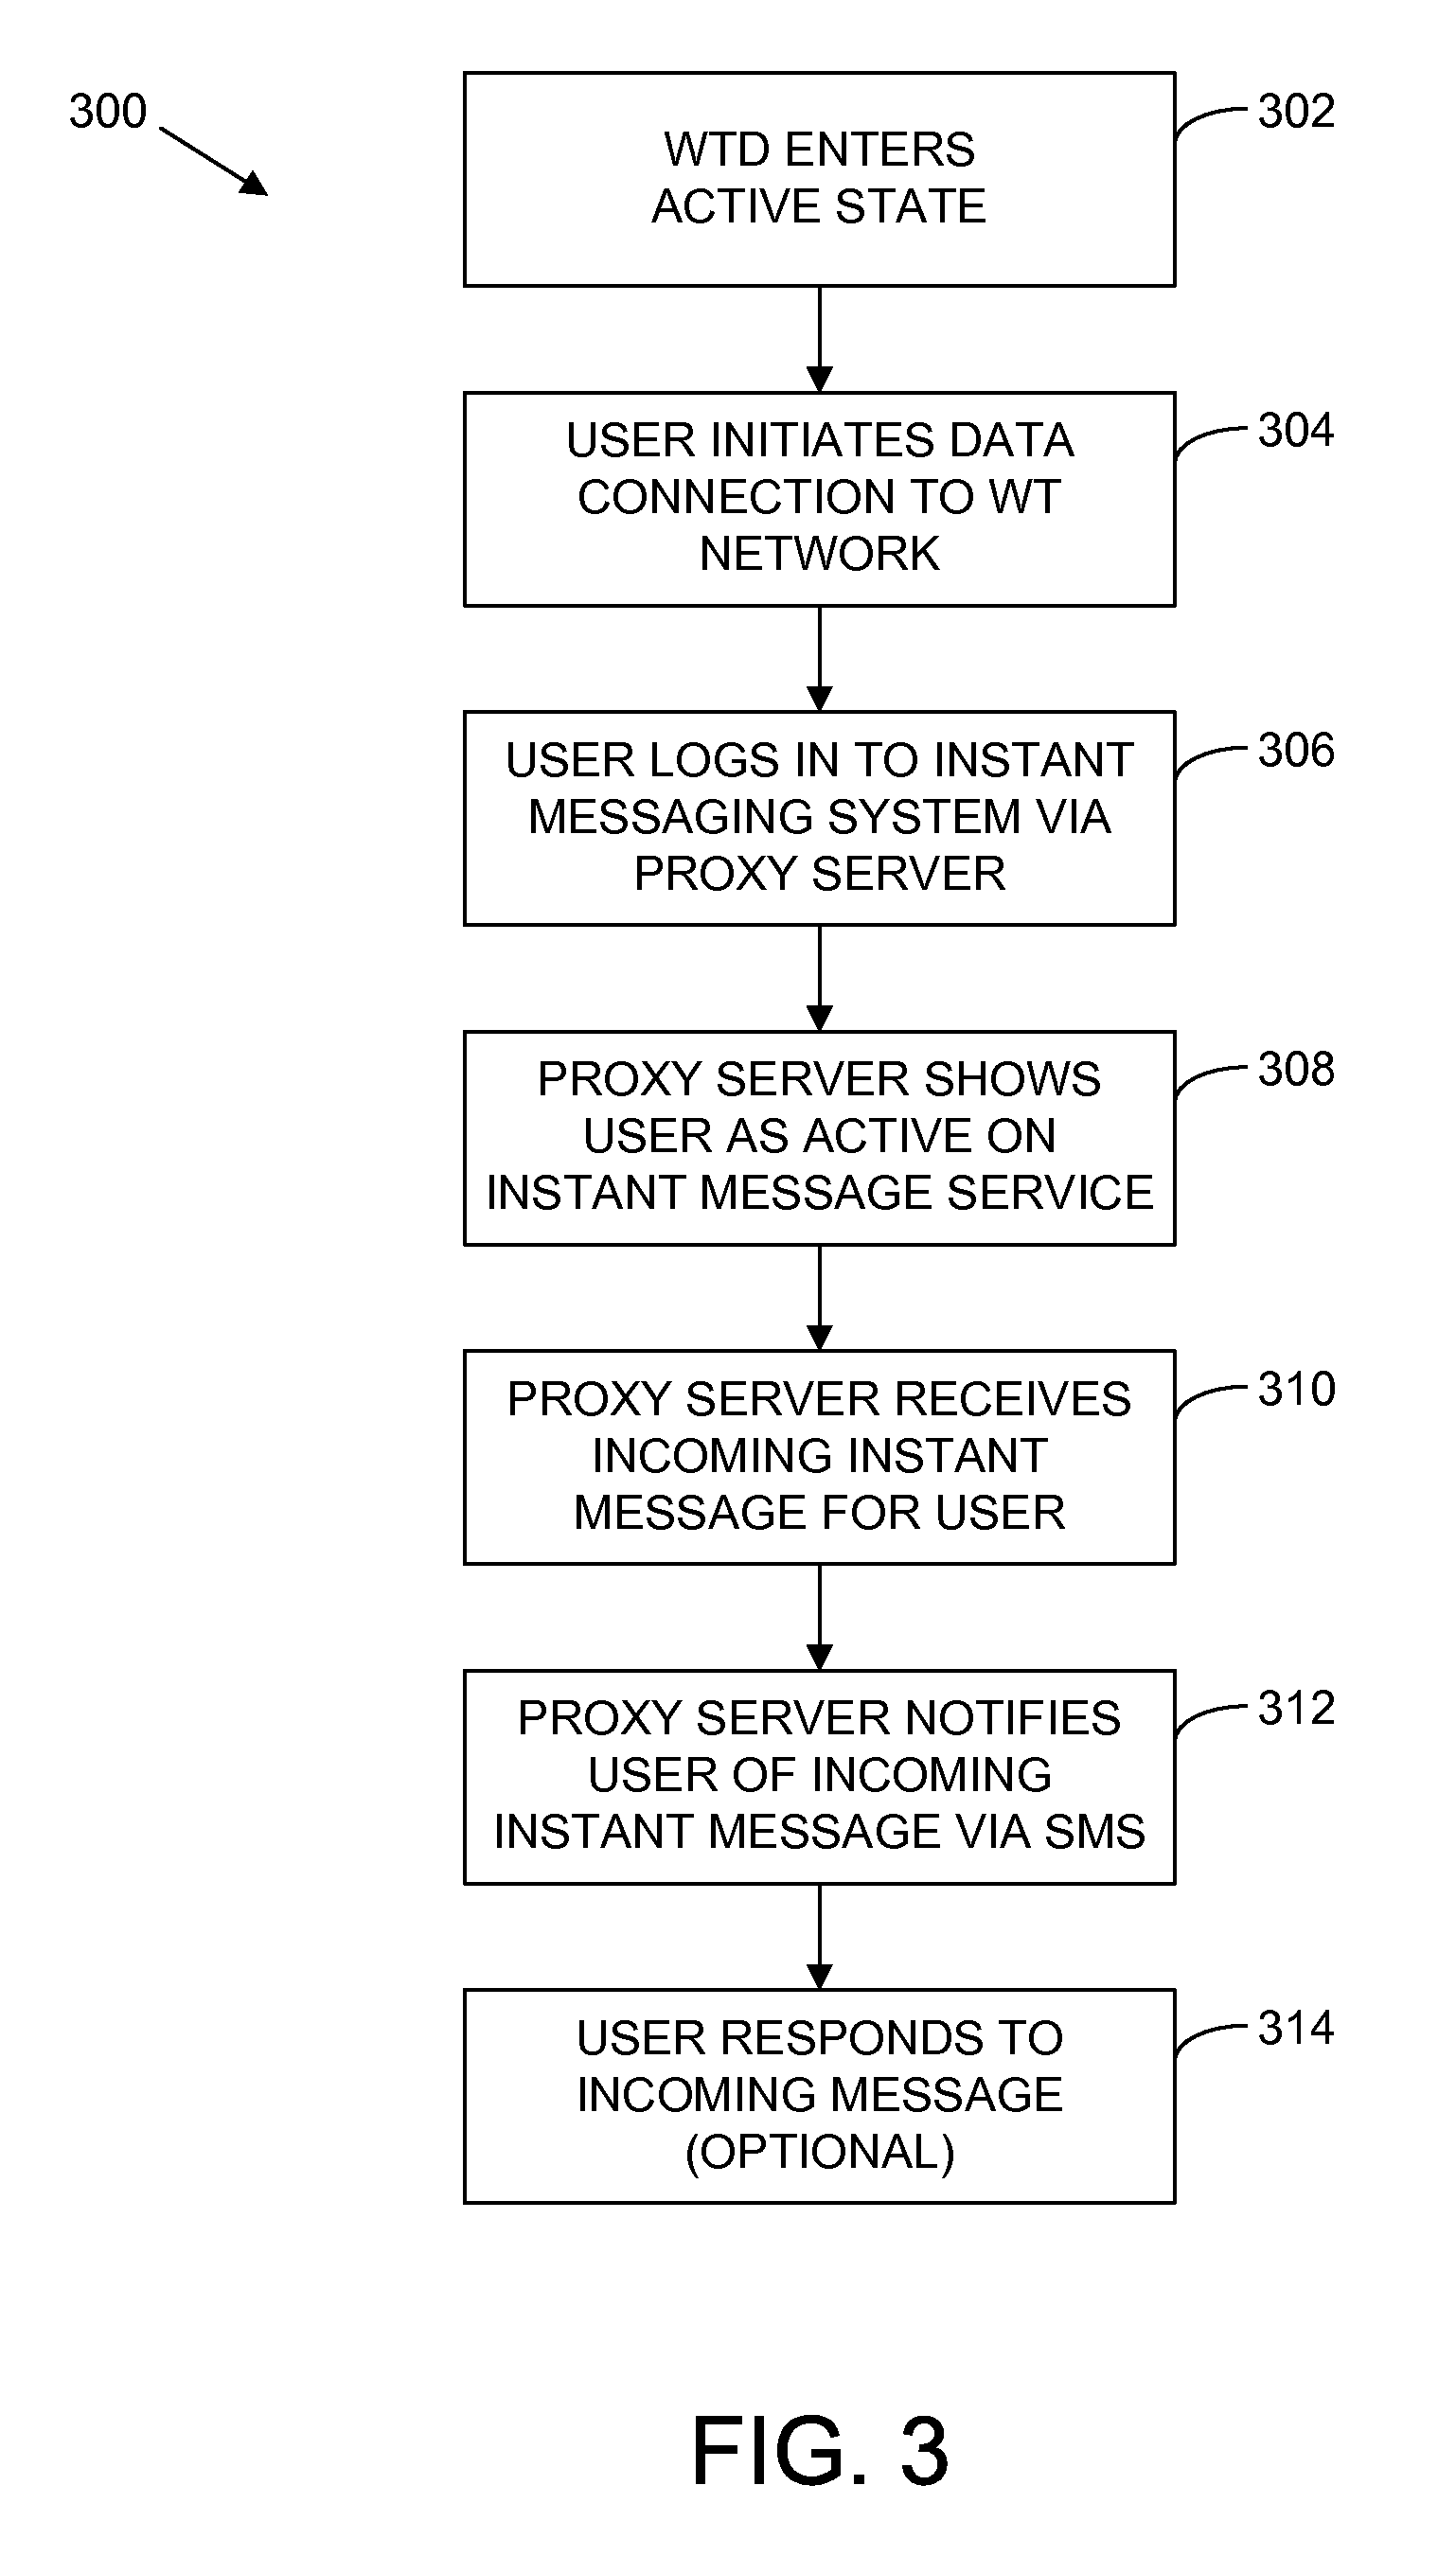 300
302
WTD ENTERS
ACTIVE STATE
304
USER INITIATES DATA
CONNECTION TO WT
NETWORK
306
USER LOGS IN TO INSTANT
MESSAGING SYSTEM VIA
PROXY SERVER
308
PROXY SERVER SHOWS
USER AS ACTIVE ON
INSTANT MESSAGE SERVICE
310
PROXY SERVER RECEIVES
INCOMING INSTANT
MESSAGE FOR USER
312
PROXY SERVER NOTIFIES
USER OF INCOMING
INSTANT MESSAGE VIA SMS
314
USER RESPONDS TO
INCOMING MESSAGE
(OPTIONAL)
FIG. 3